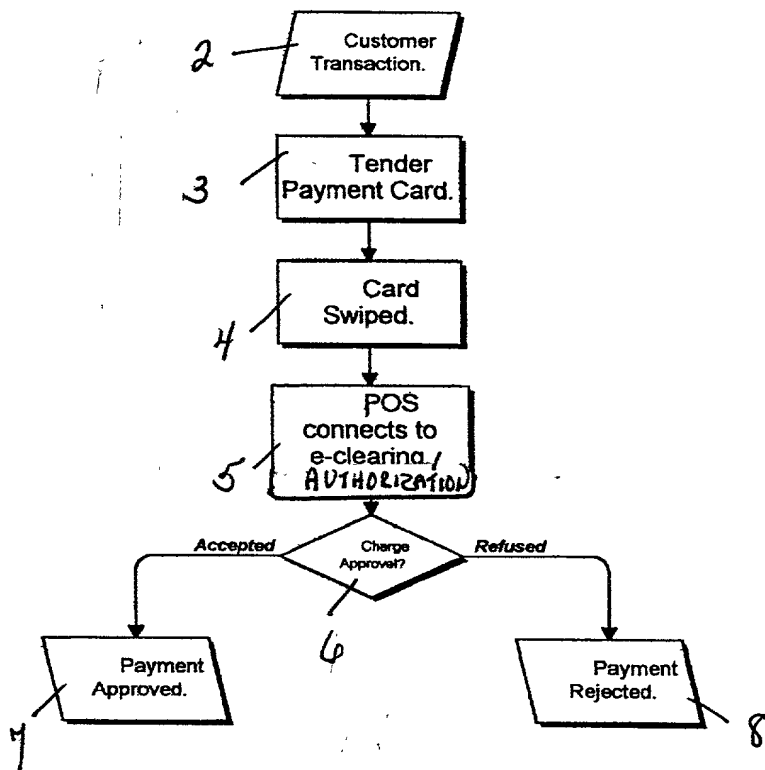 2
Customer
Transaction.
3
Tender
Payment Card.
4
Card
Swiped.
5
POS
connects to
e-clearing/
AUTHORIZATION
Accepted
Charge
Approvel?
Refused
6
7
Payment
Approved.
Payment
Rejected.
8